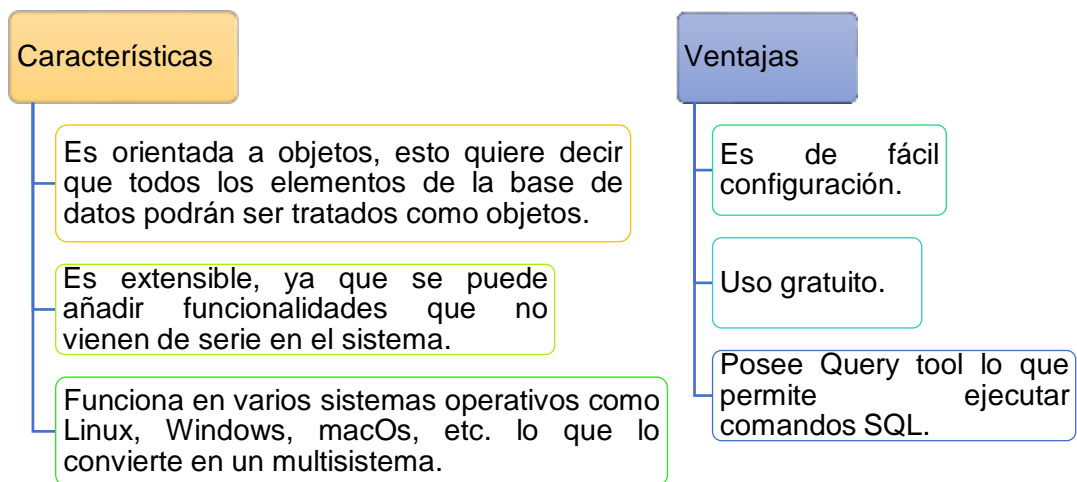 Características
Es orientada a objetos, esto quiere decir
que todos los elementos de la base de
datos podrán ser tratados como objetos.
Es extensible, ya que se puede
añadir funcionalidades que no
vienen de serie en el sistema.
Funciona en varios sistemas operativos como
Linux, Windows, macOs, etc. lo que lo
convierte en un multisistema.
Ventajas
Es de fácil
configuración.
Uso gratuito.
Posee Query tool lo que
permite ejecutar
comandos SQL.